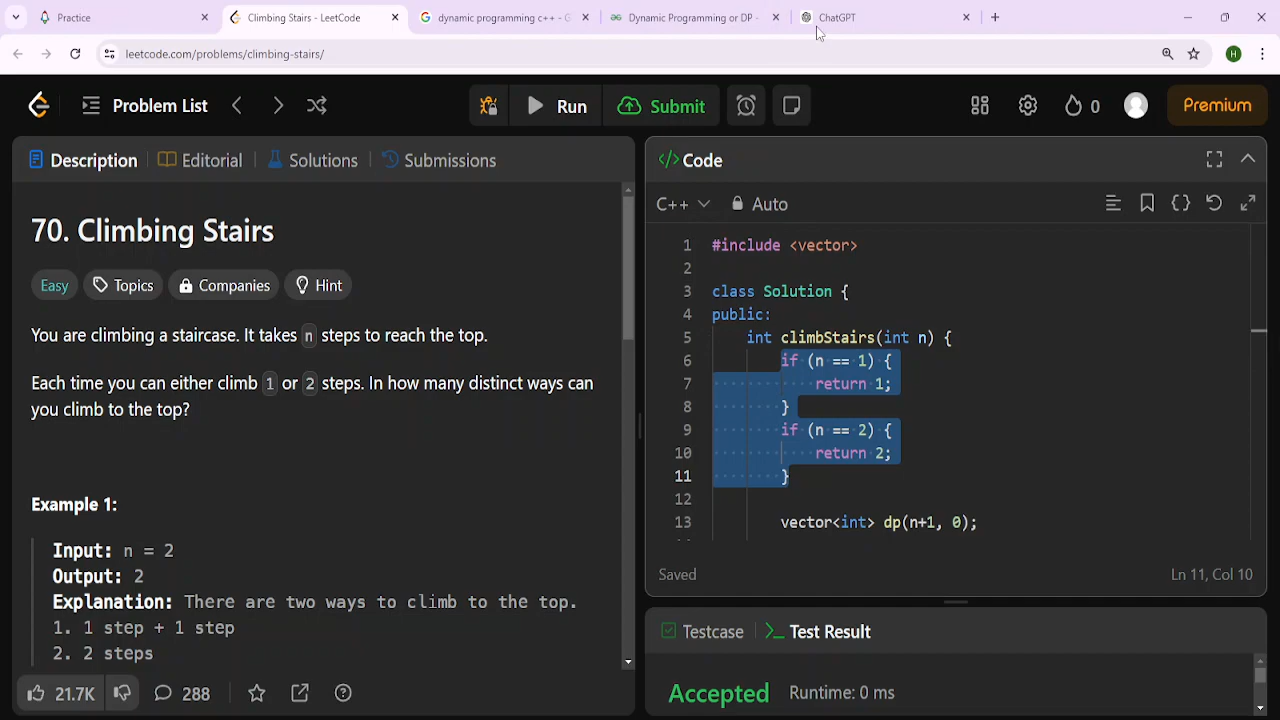 Practice
Climbing Stairs - LeetCode
dynamic programming c++ - G
Dynamic Programming or DP -
ChatGPT
leetcode.com/problems/climbing-stairs/
H
Problem List
Run
Submit
0
Premium
Description
Editorial
Solutions
Submissions
70. Climbing Stairs
Easy
Topics
Companies
Hint
You are climbing a staircase. It takes n steps to reach the top.
Each time you can either climb 1 or 2 steps. In how many distinct ways can
you climb to the top?
Example 1:
Input: n = 2
Output: 2
Explanation: There are two ways to climb to the top.
1. 1 step + 1 step
2. 2 steps
21.7K
288
</> Code
C++
Auto
1 #include <vector>
2
3 class Solution {
4 public:
5 int climbStairs(int n) {
6 if (n == 1) {
7 return 1;
8 }
9 if (n == 2) {
10 return 2;
11 }
12
13 vector<int> dp(n+1, 0);
Saved
Ln 11, Col 10
Testcase
Test Result
Accepted
Runtime: 0 ms